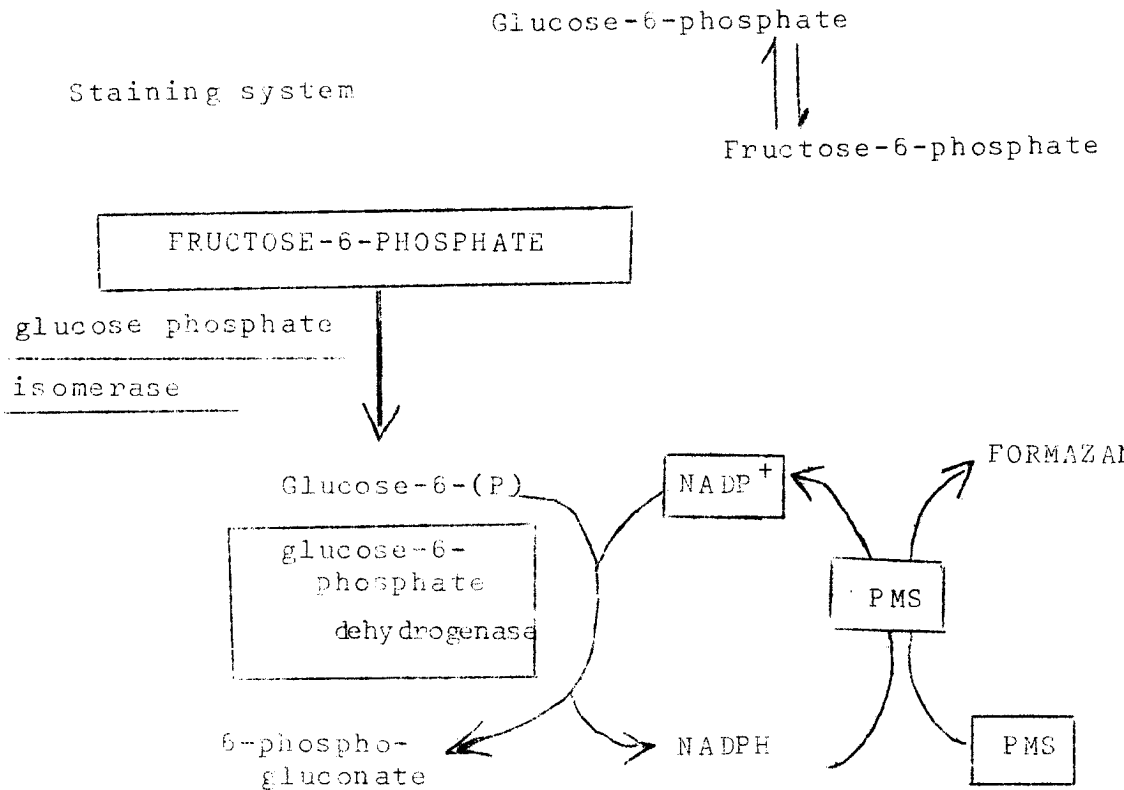 Glucose-6-phosphate
Staining system
Fructose-6-phosphate
FRUCTOSE-6-PHOSPHATE
glucose phosphate
isomerase
Glucose-6-(P)
NADP+
FORMAZAN
glucose-6-
phosphate
dehydrogenase
PMS
6-phospho-
gluconate
NADPH
PMS